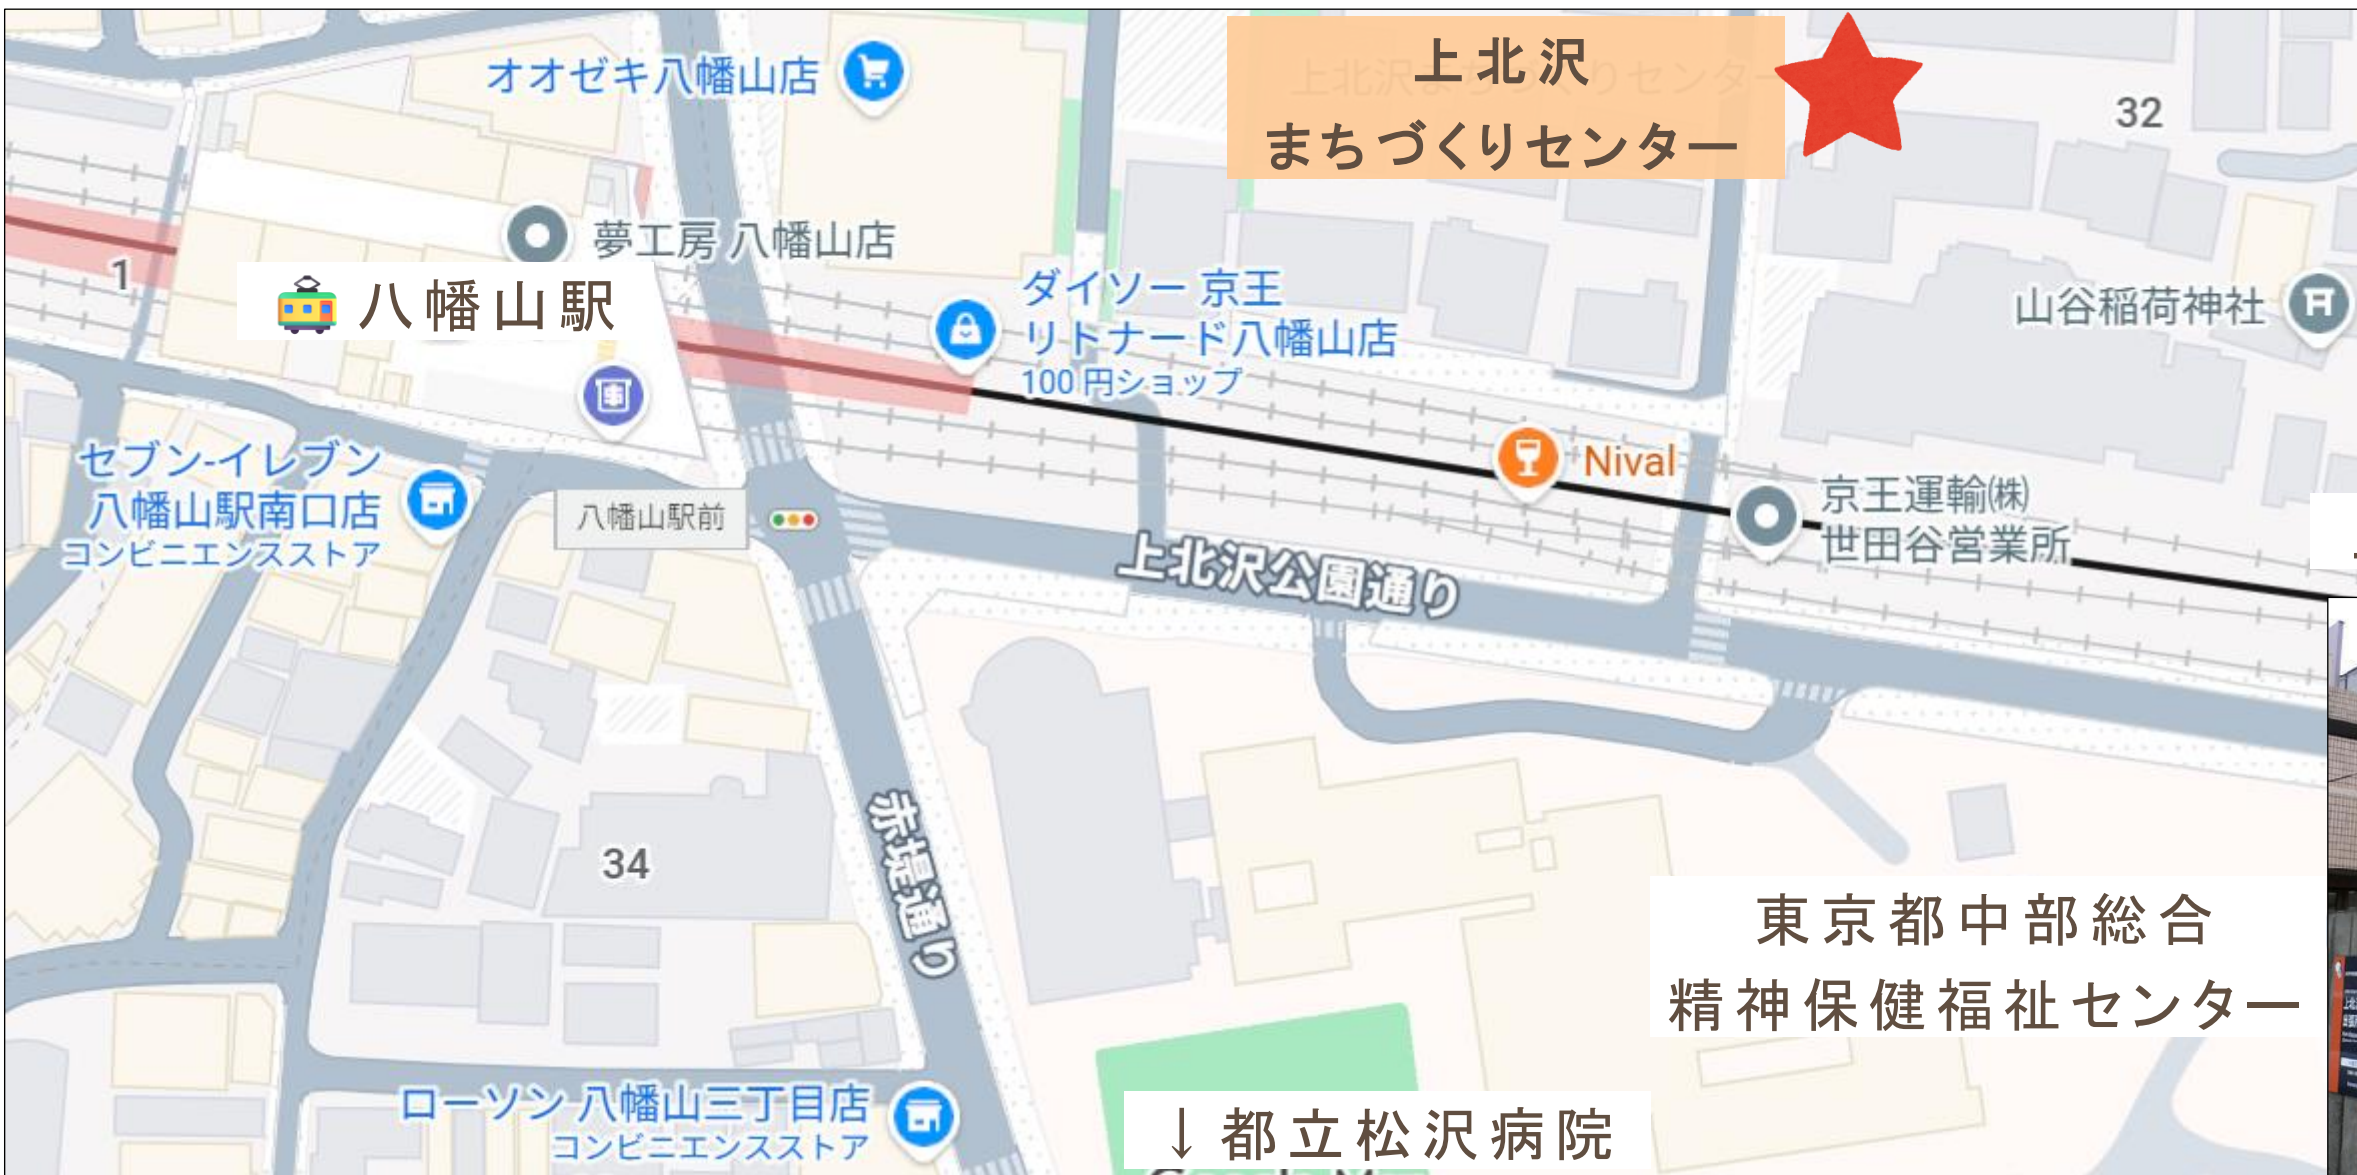 上北沢
まちづくりセンター
オオゼキ八幡山店
32
夢工房 八幡山店
1
八幡山駅
ダイソー 京王
リトナード八幡山店
100 円ショップ
山谷稲荷神社
セブン-イレブン
八幡山駅南口店
コンビニエンスストア
八幡山駅前
Nival
京王運輸㈱
世田谷営業所
上北沢公園通り
赤堤通り
34
東京都中部総合
精神保健福祉センター
ローソン 八幡山三丁目店
コンビニエンスストア
↓都立松沢病院